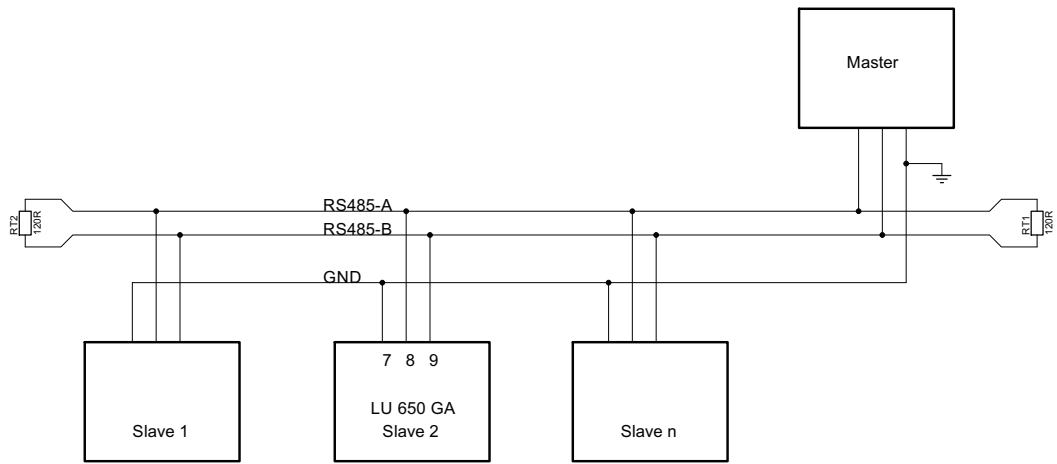 Master
RS485-A
RT2
120R
RS485-B
RT1
120R
GND
7 8 9
LU 650 GA
Slave 1
Slave 2
Slave n